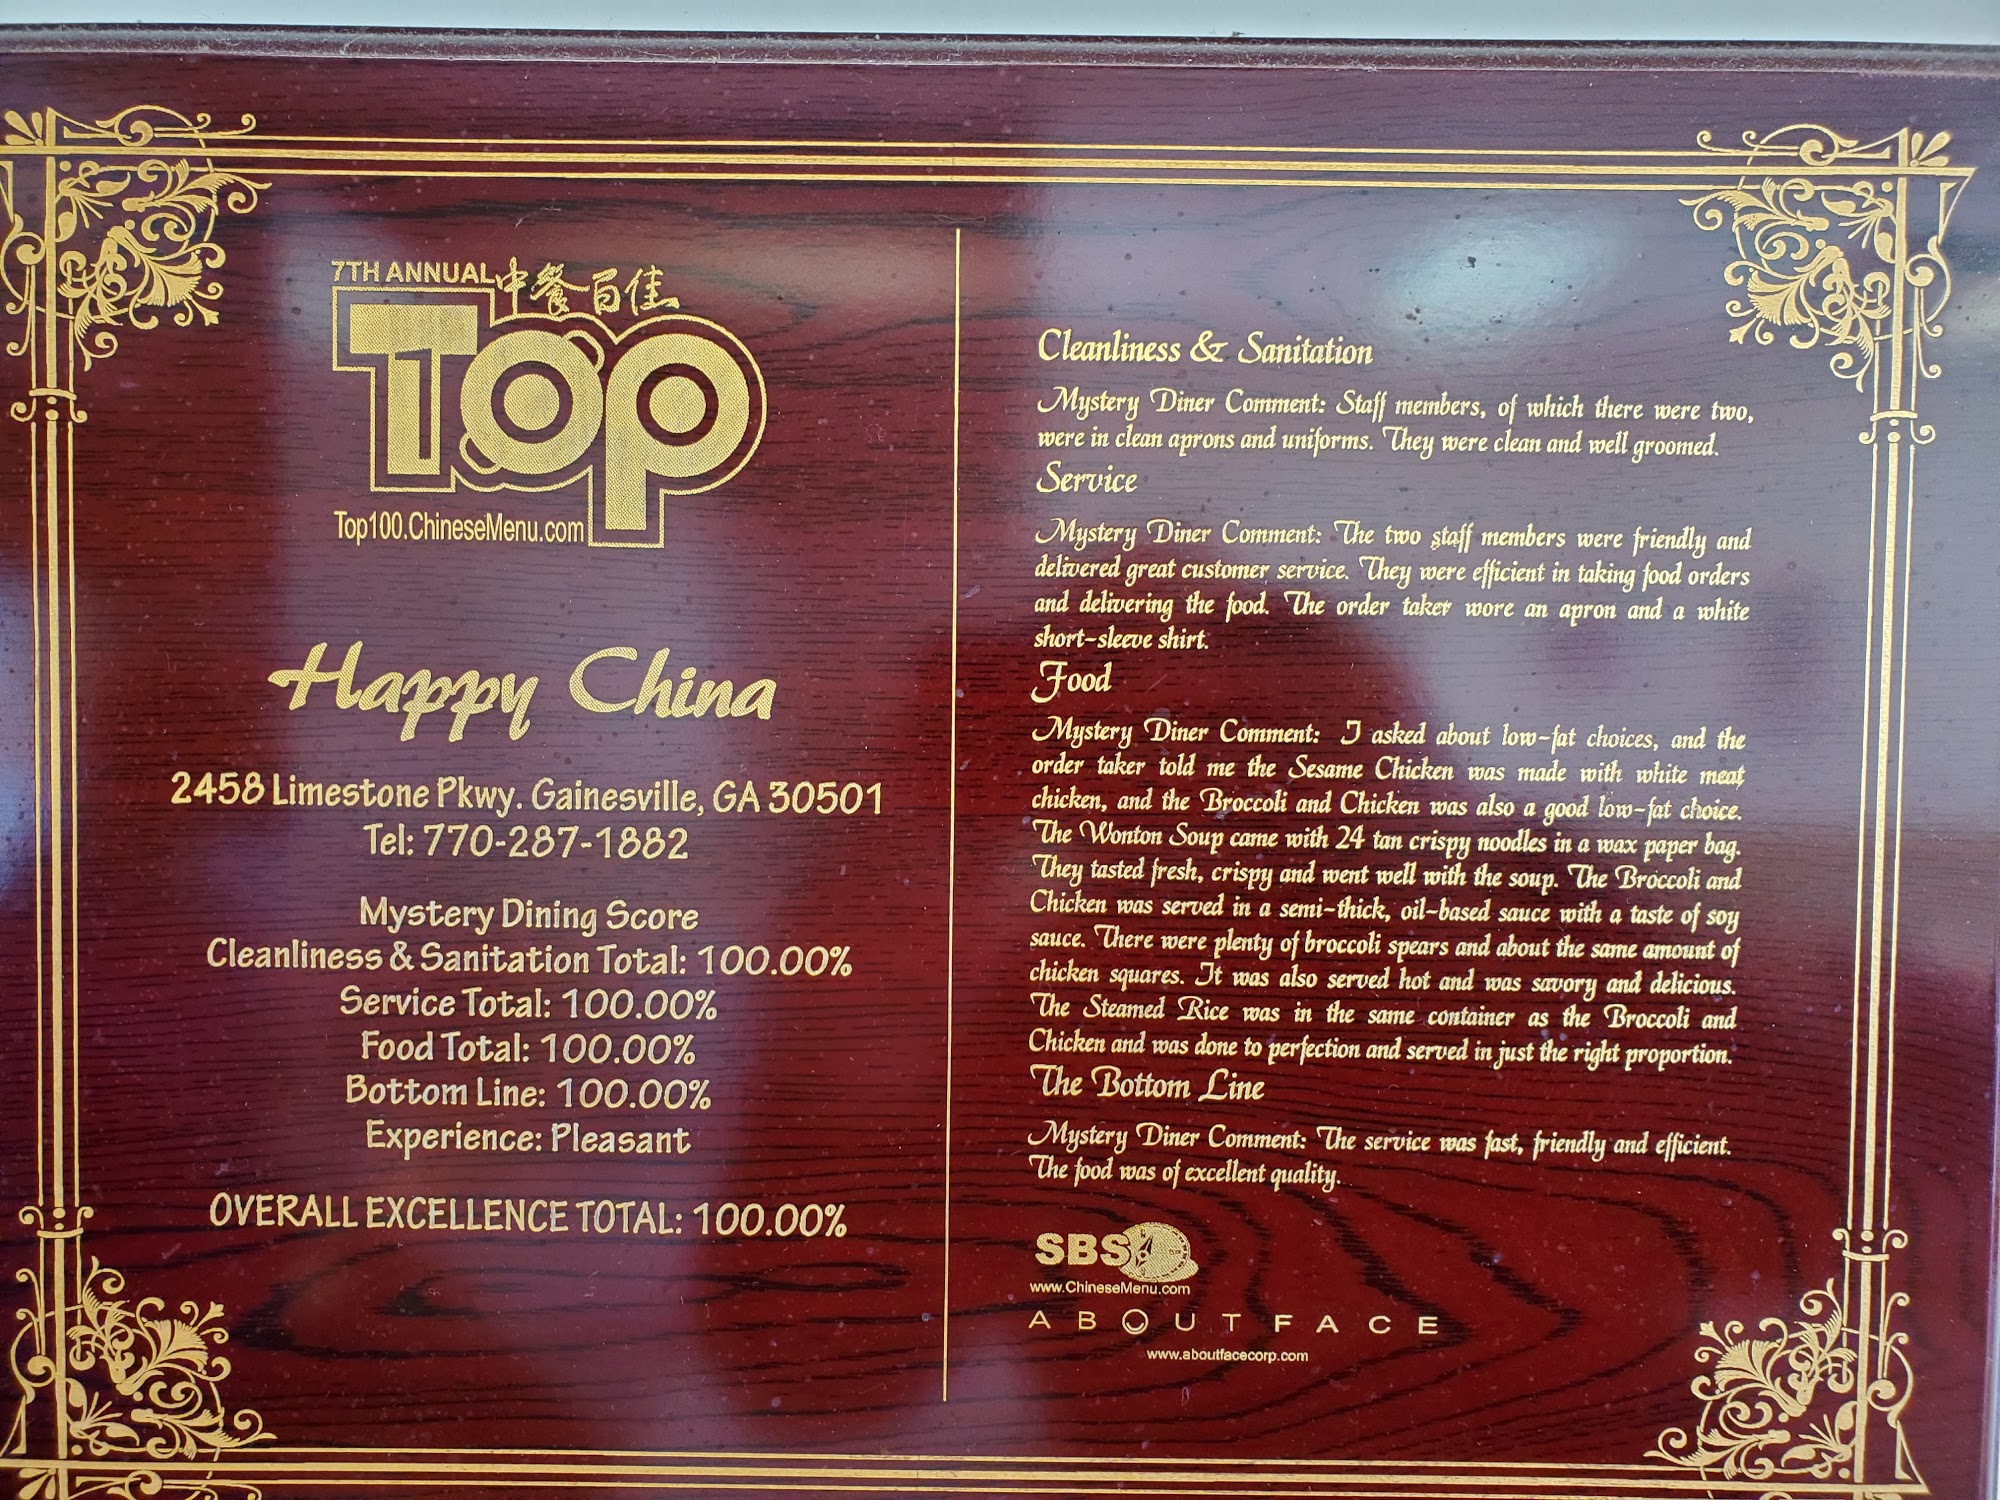 7TH ANNUAL 中餐百佳
Top
Top100.ChineseMenu.com
Happy China
2458 Limestone Pkwy. Gainesville, GA 30501
Tel: 770-287-1882
Mystery Dining Score
Cleanliness & Sanitation Total: 100.00%
Service Total: 100.00%
Food Total: 100.00%
Bottom Line: 100.00%
Experience: Pleasant
OVERALL EXCELLENCE TOTAL: 100.00%
Cleanliness & Sanitation
Mystery Diner Comment: Staff members, of which there were two,
were in clean aprons and uniforms. They were clean and well groomed.
Service
Mystery Diner Comment: The two staff members were friendly and
delivered great customer service. They were efficient in taking food orders
and delivering the food. The order taker wore an apron and a white
short-sleeve shirt.
Food
Mystery Diner Comment: I asked about low-fat choices, and the
order taker told me the Sesame Chicken was made with white meat
chicken, and the Broccoli and Chicken was also a good low-fat choice.
The Wonton Soup came with 24 tan crispy noodles in a wax paper bag.
They tasted fresh, crispy and went well with the soup. The Broccoli and
Chicken was served in a semi-thick, oil-based sauce with a taste of soy
sauce. There were plenty of broccoli spears and about the same amount of
chicken squares. It was also served hot and was savory and delicious.
The Steamed Rice was in the same container as the Broccoli and
Chicken and was done to perfection and served in just the right proportion.
The Bottom Line
Mystery Diner Comment: The service was fast, friendly and efficient.
The food was of excellent quality.
SBS
www.ChineseMenu.com
ABOUT FACE
www.aboutfacecorp.com